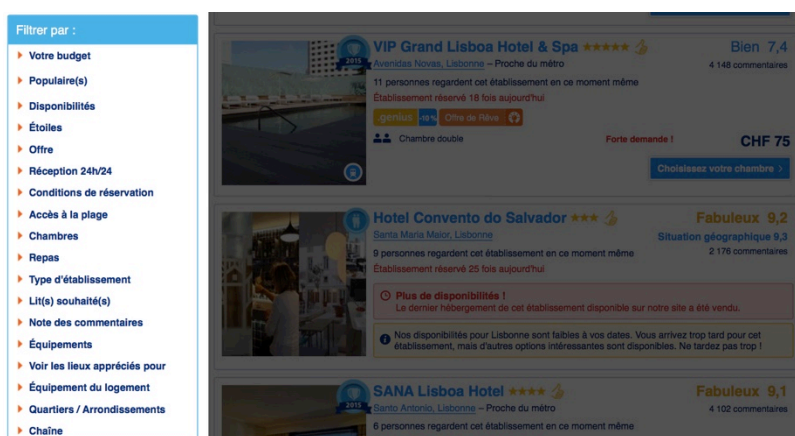 Filtrer par :
Votre budget
Populaire(s)
Disponibilités
Étoiles
Offre
Réception 24h/24
Conditions de réservation
Accès à la plage
Chambres
Repas
Type d'établissement
Lit(s) souhaité(s)
Note des commentaires
Équipements
Voir les lieux appréciés pour
Équipement du logement
Quartiers / Arrondissements
Chaîne
2015
VIP Grand Lisboa Hotel & Spa
Bien 7,4
Avenidas Novas, Lisbonne – Proche du métro
4 148 commentaires
11 personnes regardent cet établissement en ce moment même
Établissement réservé 18 fois aujourd'hui
genius -10% Offre de Rêve
Chambre double
Forte demande !
CHF 75
Choisissez votre chambre >
Hotel Convento do Salvador
Fabuleux 9,2
Santa Maria Maior, Lisbonne
Situation géographique 9,3
9 personnes regardent cet établissement en ce moment même
2 176 commentaires
Établissement réservé 25 fois aujourd'hui
Plus de disponibilités !
Le dernier hébergement de cet établissement disponible sur notre site a été vendu.
Nos disponibilités pour Lisbonne sont faibles à vos dates. Vous arrivez trop tard pour cet
établissement, mais d'autres options intéressantes sont disponibles. Ne tardez pas trop !
2015
SANA Lisboa Hotel
Fabuleux 9,1
Santo Antonio, Lisbonne – Proche du métro
4 102 commentaires
6 personnes regardent cet établissement en ce moment même